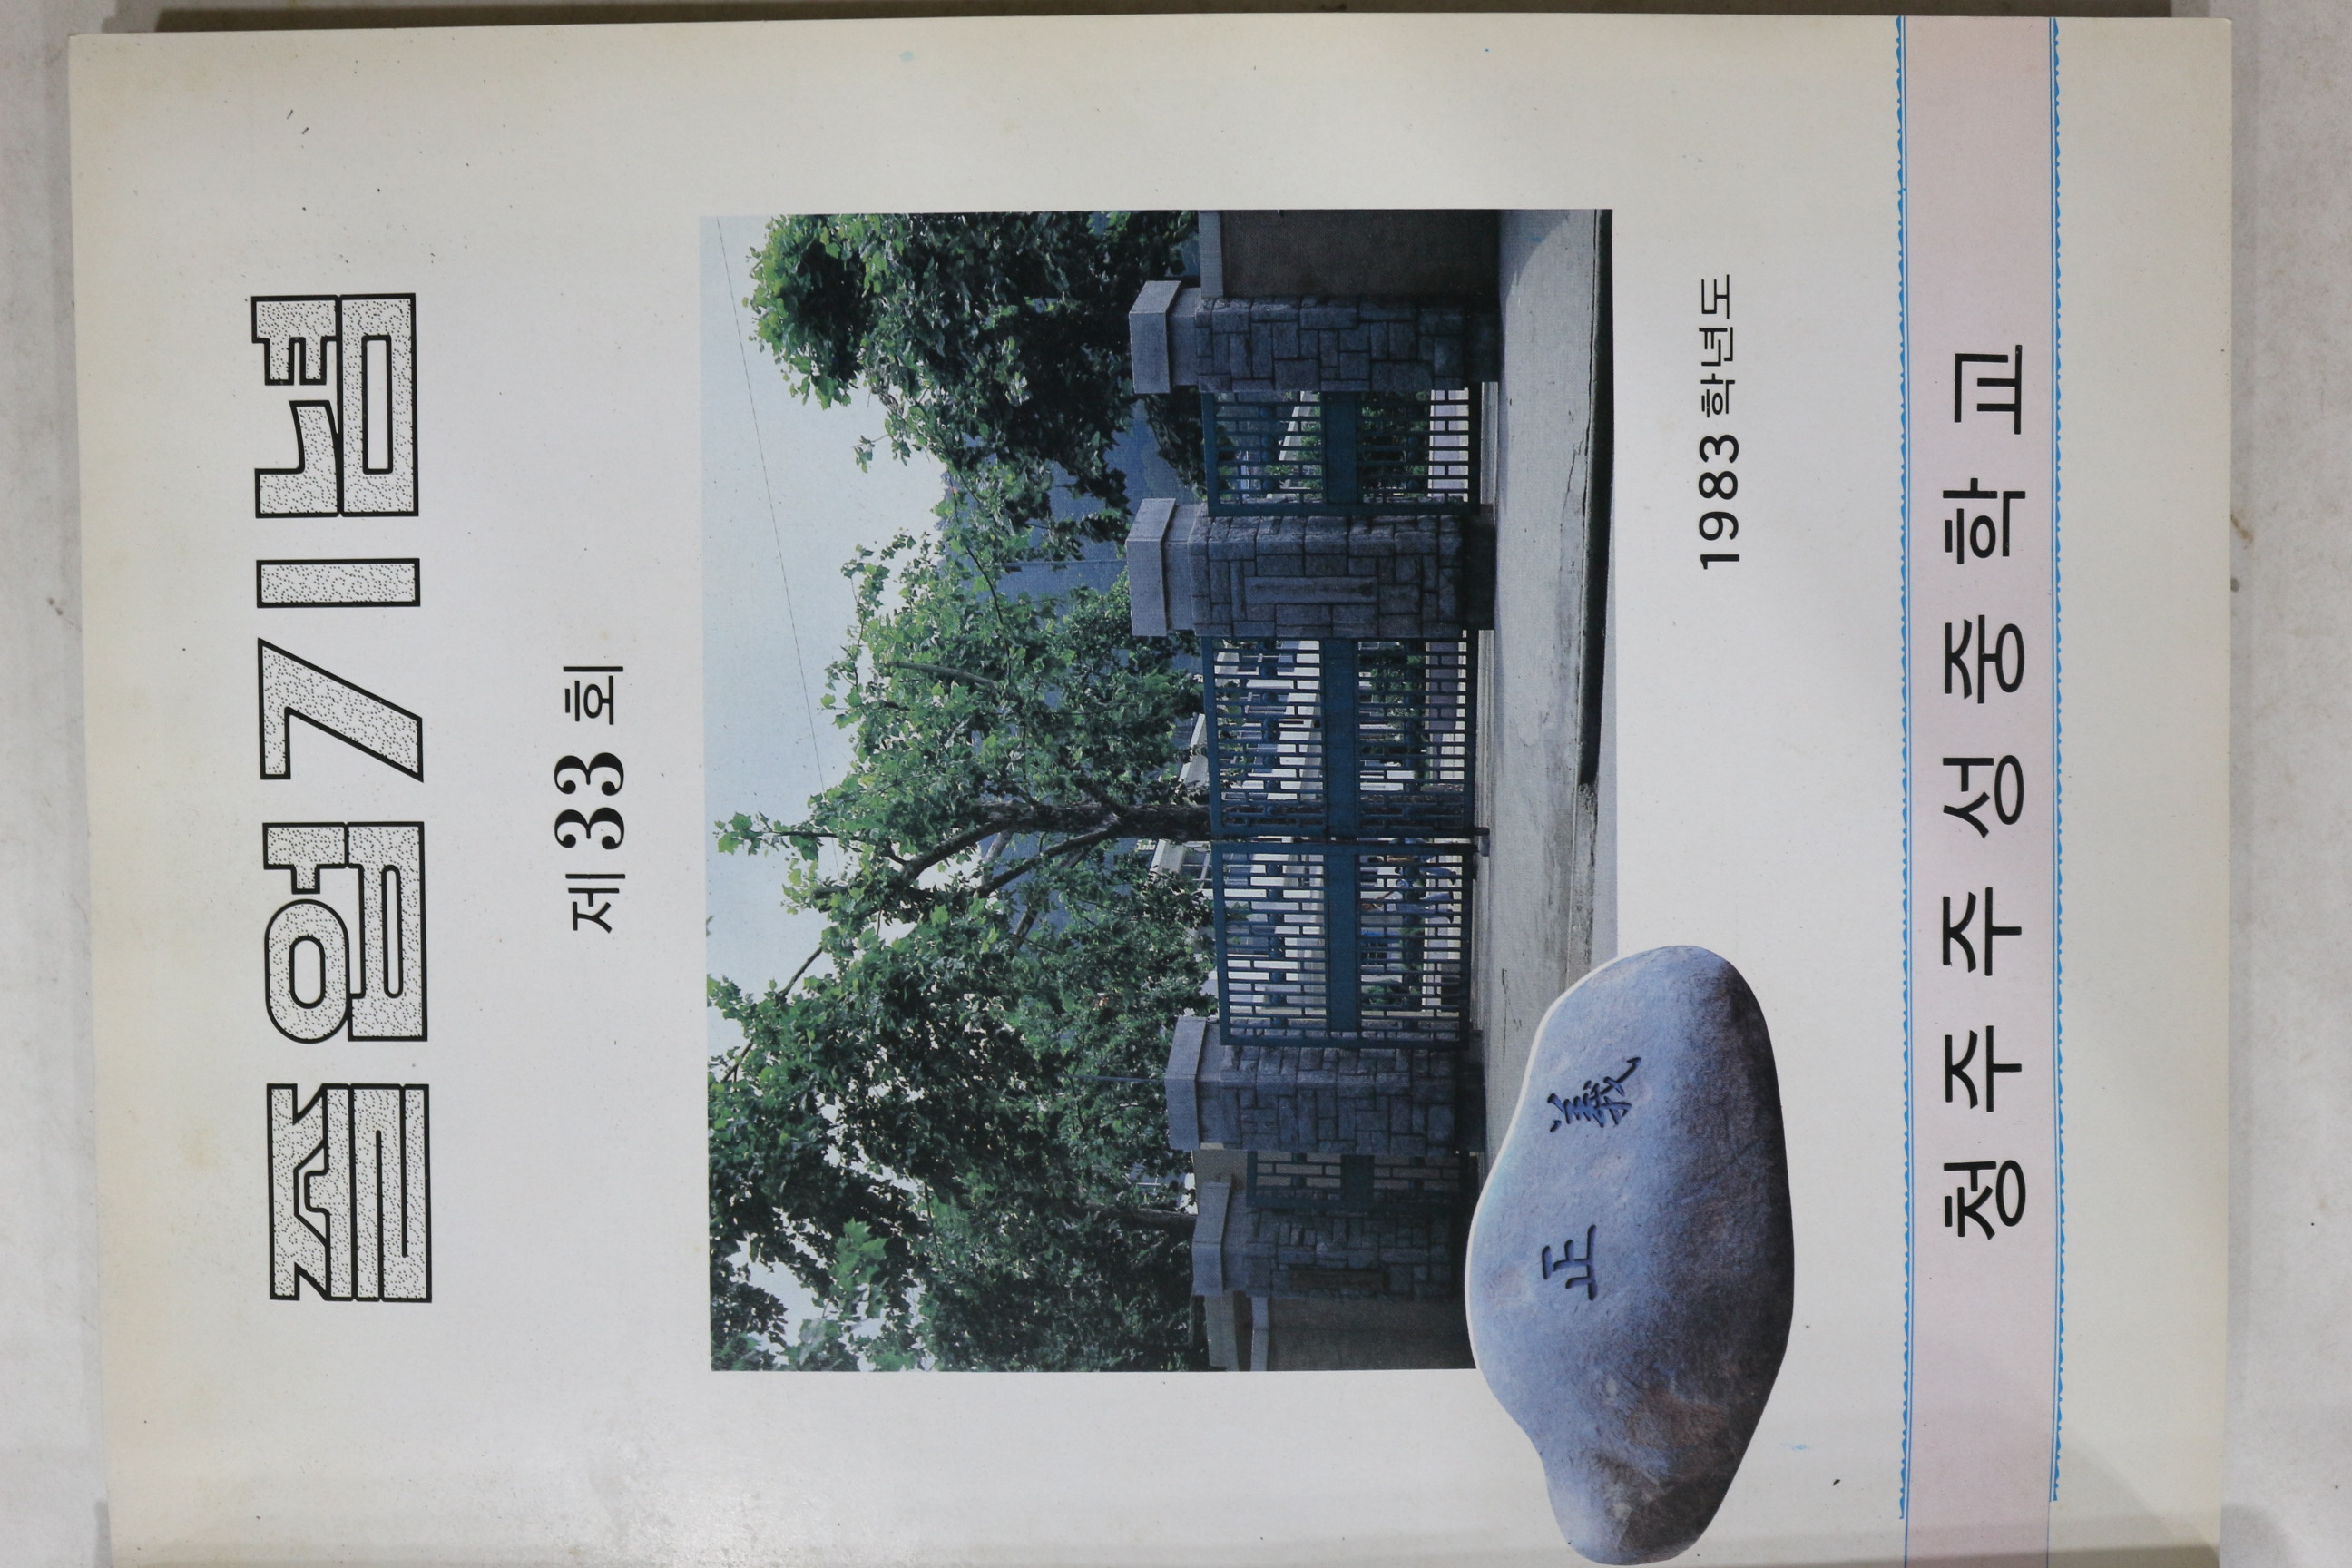 졸업기념
제 33 회
正 義
1983 학년도
청주주성중학교